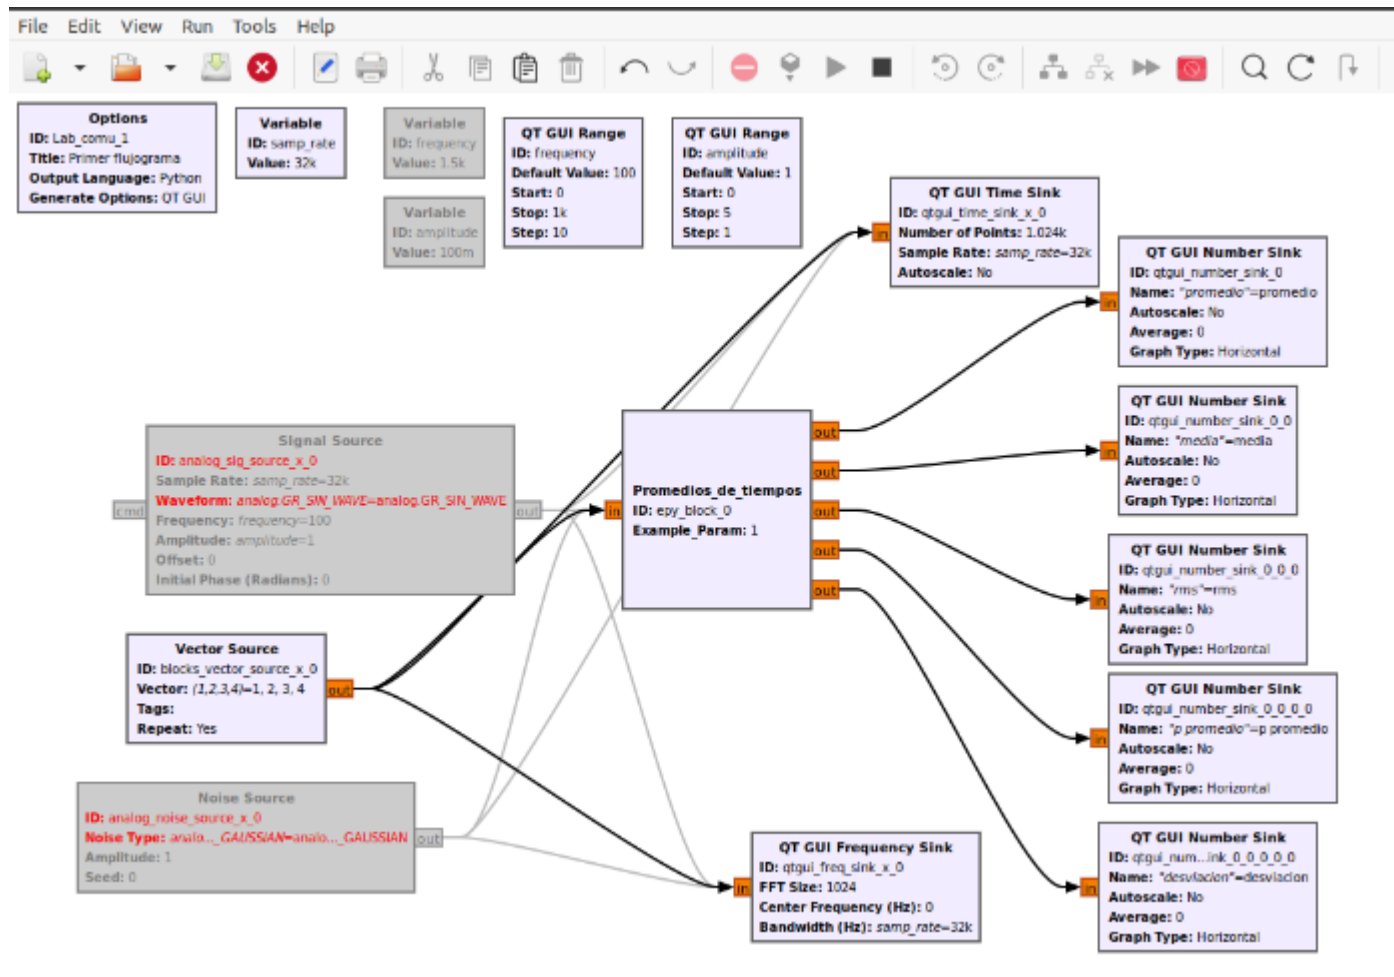 File Edit View Run Tools Help
Options
ID: Lab_comu_1
Title: Primer flujograma
Output Language: Python
Generate Options: QT GUI
Variable
ID: samp_rate
Value: 32k
Variable
ID: frequency
Value: 1.5k
Variable
ID: amplitude
Value: 100m
QT GUI Range
ID: frequency
Default Value: 100
Start: 0
Stop: 1k
Step: 10
QT GUI Range
ID: amplitude
Default Value: 1
Start: 0
Stop: 5
Step: 1
QT GUI Time Sink
ID: qtgui_time_sink_x_0
Number of Points: 1.024k
Sample Rate: samp_rate=32k
Autoscale: No
in
QT GUI Number Sink
ID: qtgui_number_sink_0
Name: "promedio"=promedio
Autoscale: No
Average: 0
Graph Type: Horizontal
in
QT GUI Number Sink
ID: qtgui_number_sink_0_0
Name: "media"=media
Autoscale: No
Average: 0
Graph Type: Horizontal
in
Signal Source
ID: analog_sig_source_x_0
Sample Rate: samp_rate=32k
Waveform: analog.GR_SIN_WAVE=analog.GR_SIN_WAVE
Frequency: frequency=100
Amplitude: amplitude=1
Offset: 0
Initial Phase (Radians): 0
cmd
out
Promedios_de_tiempos
ID: epy_block_0
Example_Param: 1
in
out
out
out
out
out
QT GUI Number Sink
ID: qtgui_number_sink_0_0_0
Name: "rms"=rms
Autoscale: No
Average: 0
Graph Type: Horizontal
in
Vector Source
ID: blocks_vector_source_x_0
Vector: (1,2,3,4)=1, 2, 3, 4
Tags:
Repeat: Yes
out
QT GUI Number Sink
ID: qtgui_number_sink_0_0_0_0
Name: "p promedio"=p promedio
Autoscale: No
Average: 0
Graph Type: Horizontal
in
Noise Source
ID: analog_noise_source_x_0
Noise Type: analo..._GAUSSIAN=analo..._GAUSSIAN
Amplitude: 1
Seed: 0
out
QT GUI Frequency Sink
ID: qtgui_freq_sink_x_0
FFT Size: 1024
Center Frequency (Hz): 0
Bandwidth (Hz): samp_rate=32k
in
QT GUI Number Sink
ID: qtgui_num...ink_0_0_0_0_0
Name: "desviacion"=desviacion
Autoscale: No
Average: 0
Graph Type: Horizontal
in